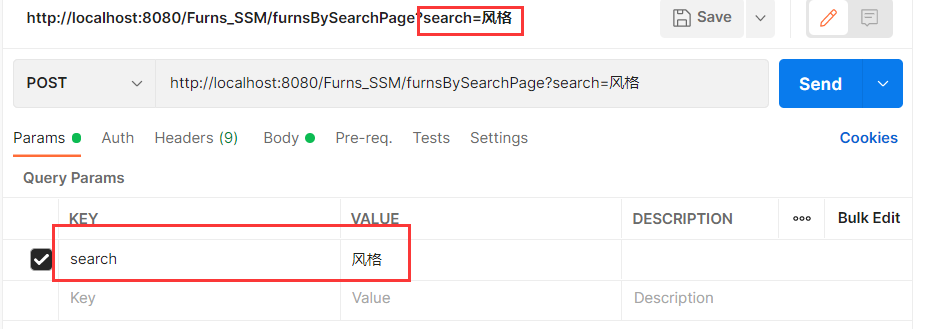 http://localhost:8080/Furns_SSM/furnsBySearchPage?search=风格 Save
POST http://localhost:8080/Furns_SSM/furnsBySearchPage?search=风格 Send
Params Auth Headers (9) Body Pre-req. Tests Settings Cookies
Query Params
KEY VALUE DESCRIPTION ooo Bulk Edit
search 风格
Key Value Description